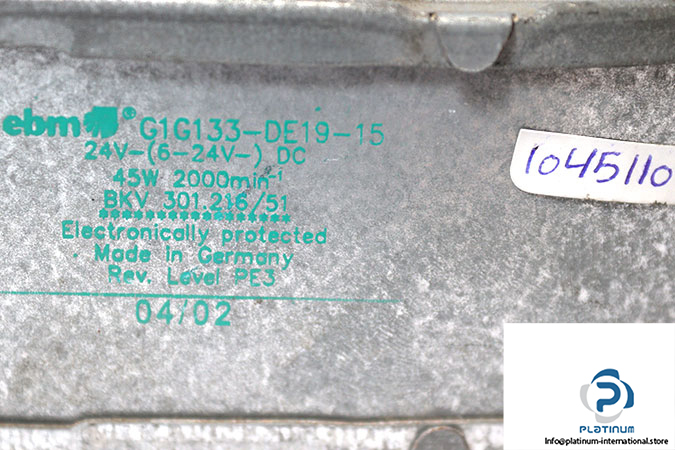 ebm ® G1G133-DE19-15
24V-(6-24V-) DC
45W 2000min-1
BKV 301.216/51
*****************
Electronically protected
Made in Germany
Rev. Level PE3
04/02
1045110
PLATINUM
Info@platinum-international.store